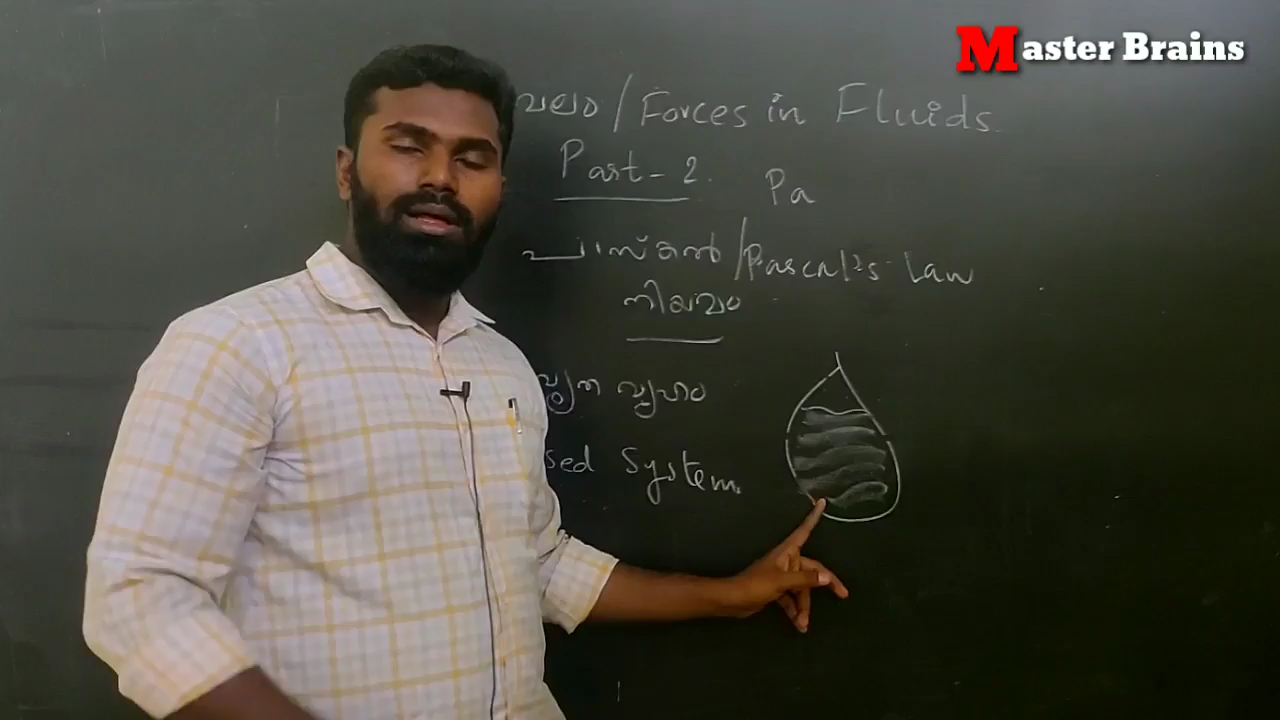 Master Brains
ബലം / Forces in Fluids.
Part - 2.
Pa
പാസ്കൽ / Pascal's Law
നിയമം
വ്യൂഹം
sed System.